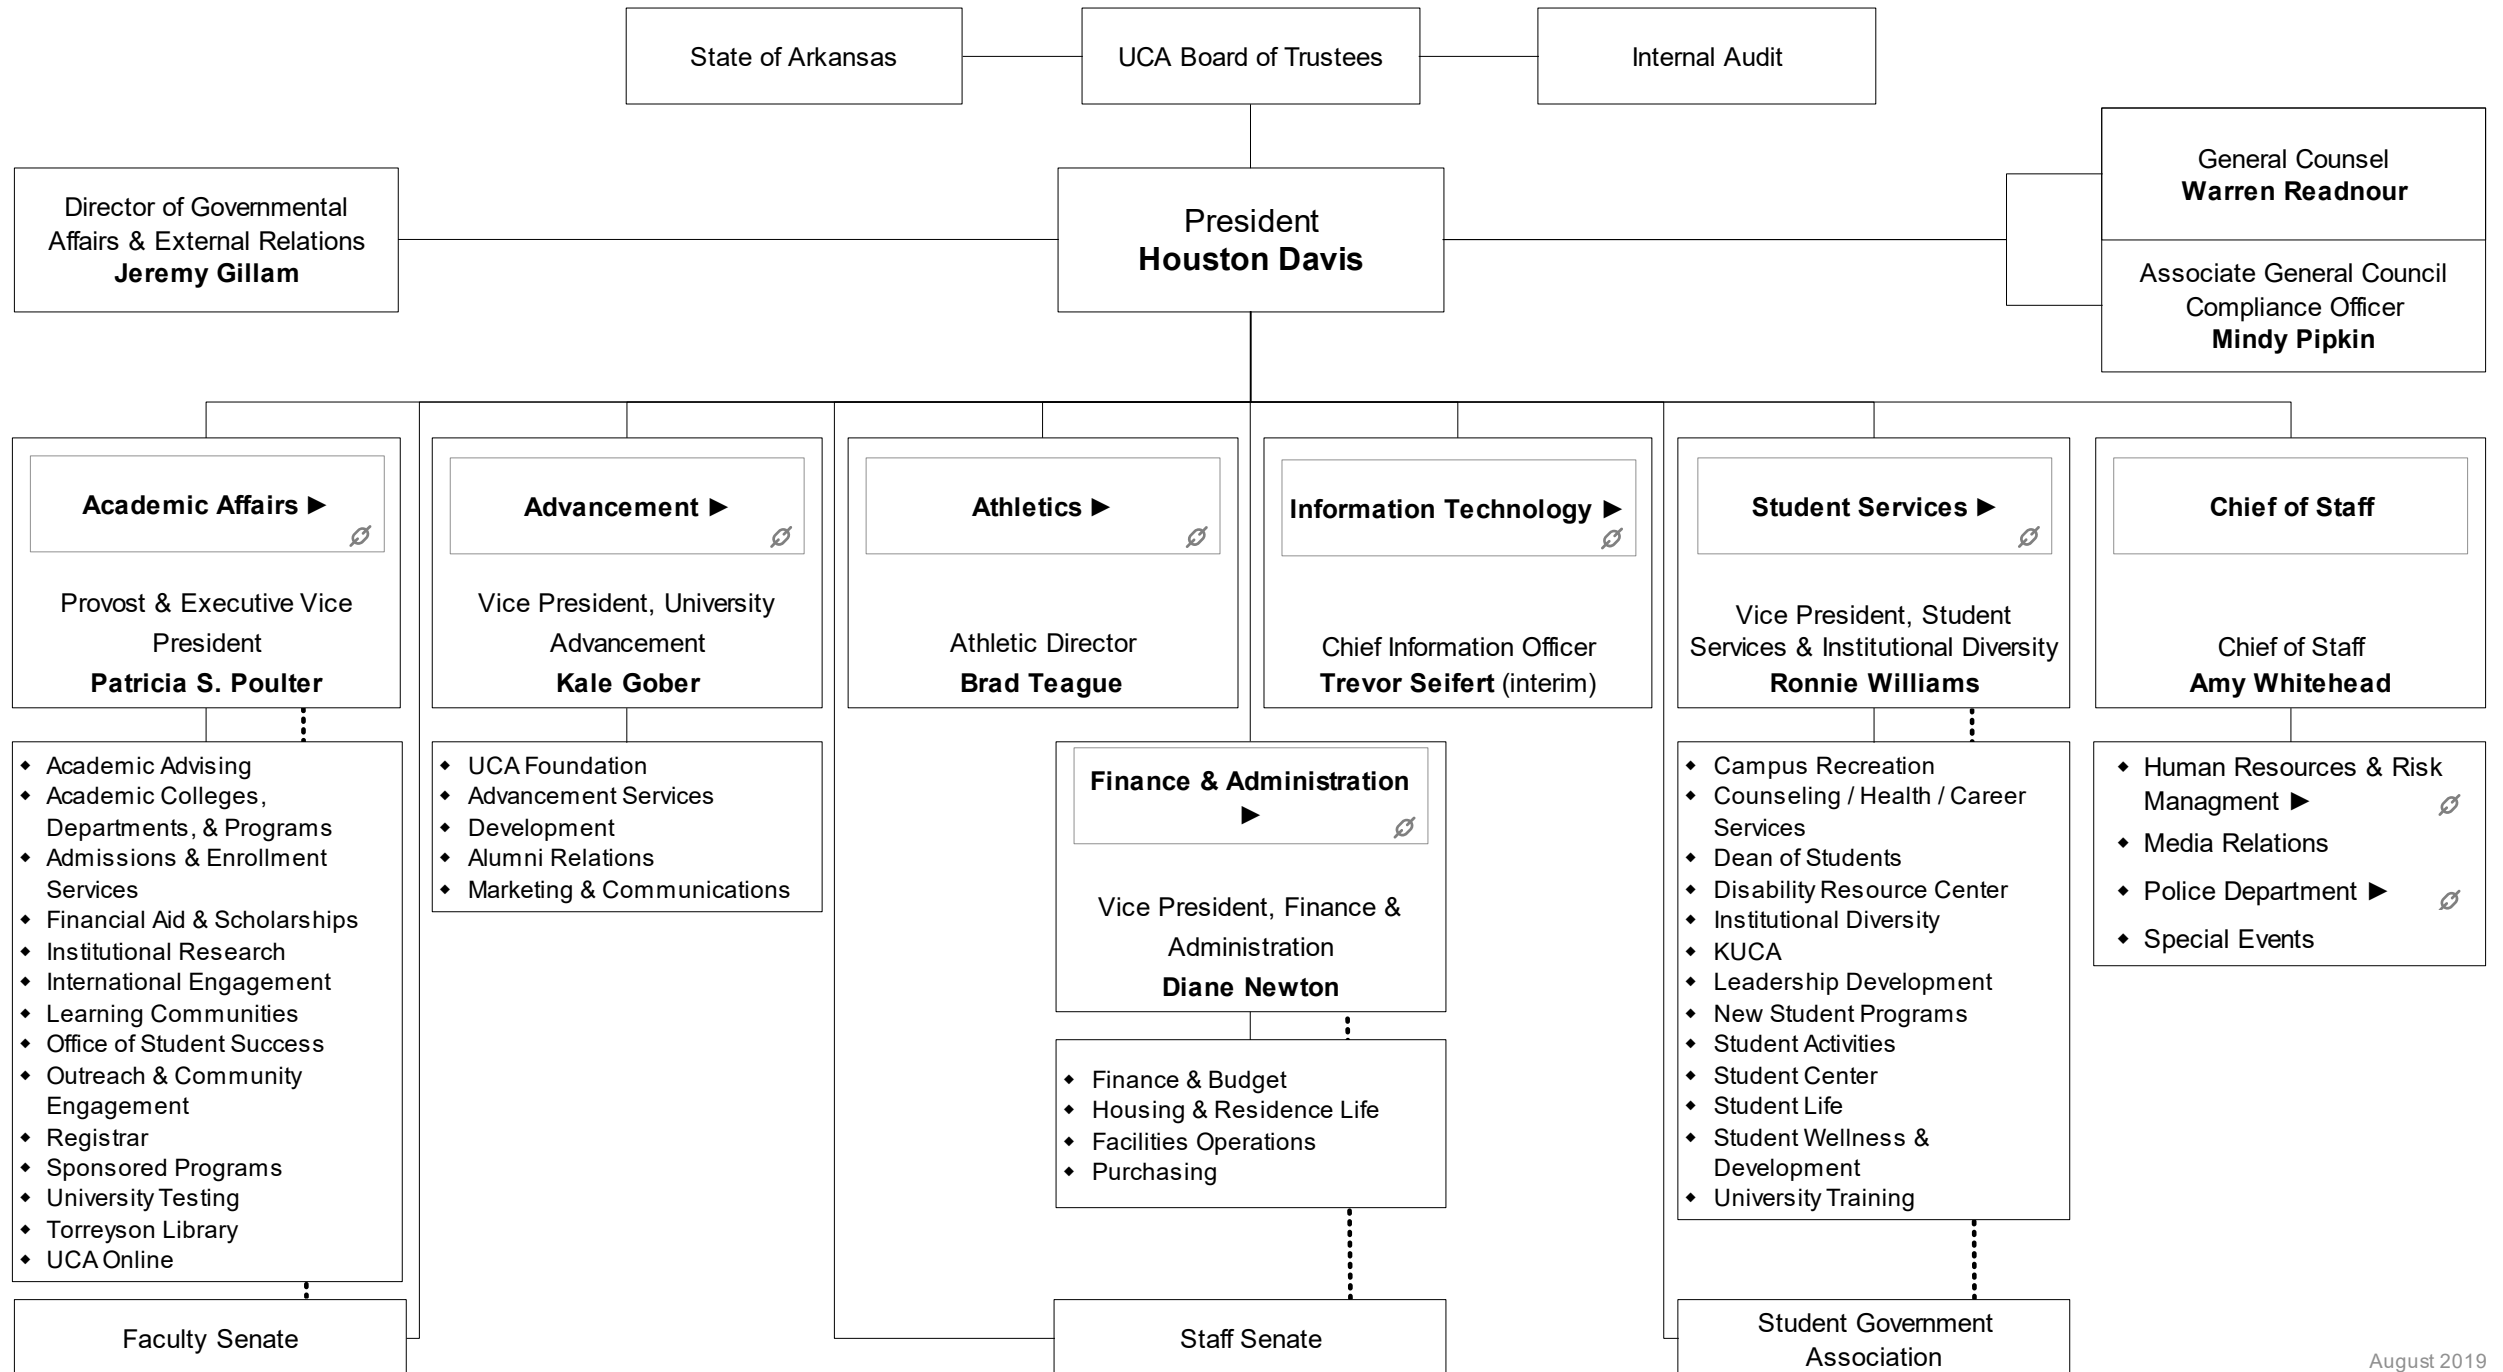 State of Arkansas
UCA Board of Trustees
Internal Audit
General Counsel
Warren Readnour
Director of Governmental
Affairs & External Relations
Jeremy Gillam
President
Houston Davis
Associate General Council
Compliance Officer
Mindy Pipkin
Academic Affairs ►
Provost & Executive Vice
President
Patricia S. Poulter
Advancement ►
Vice President, University
Advancement
Kale Gober
Athletics ►
Athletic Director
Brad Teague
Information Technology ►
Chief Information Officer
Trevor Seifert (interim)
Student Services ►
Vice President, Student
Services & Institutional Diversity
Ronnie Williams
Chief of Staff
Chief of Staff
Amy Whitehead
◆ Academic Advising
◆ Academic Colleges,
Departments, & Programs
◆ Admissions & Enrollment
Services
◆ Financial Aid & Scholarships
◆ Institutional Research
◆ International Engagement
◆ Learning Communities
◆ Office of Student Success
◆ Outreach & Community
Engagement
◆ Registrar
◆ Sponsored Programs
◆ University Testing
◆ Torreyson Library
◆ UCA Online
◆ UCA Foundation
◆ Advancement Services
◆ Development
◆ Alumni Relations
◆ Marketing & Communications
Finance & Administration
►
Vice President, Finance &
Administration
Diane Newton
◆ Finance & Budget
◆ Housing & Residence Life
◆ Facilities Operations
◆ Purchasing
◆ Campus Recreation
◆ Counseling / Health / Career
Services
◆ Dean of Students
◆ Disability Resource Center
◆ Institutional Diversity
◆ KUCA
◆ Leadership Development
◆ New Student Programs
◆ Student Activities
◆ Student Center
◆ Student Life
◆ Student Wellness &
Development
◆ University Training
◆ Human Resources & Risk
Managment ►
◆ Media Relations
◆ Police Department ►
◆ Special Events
Faculty Senate
Staff Senate
Student Government
Association
August 2019